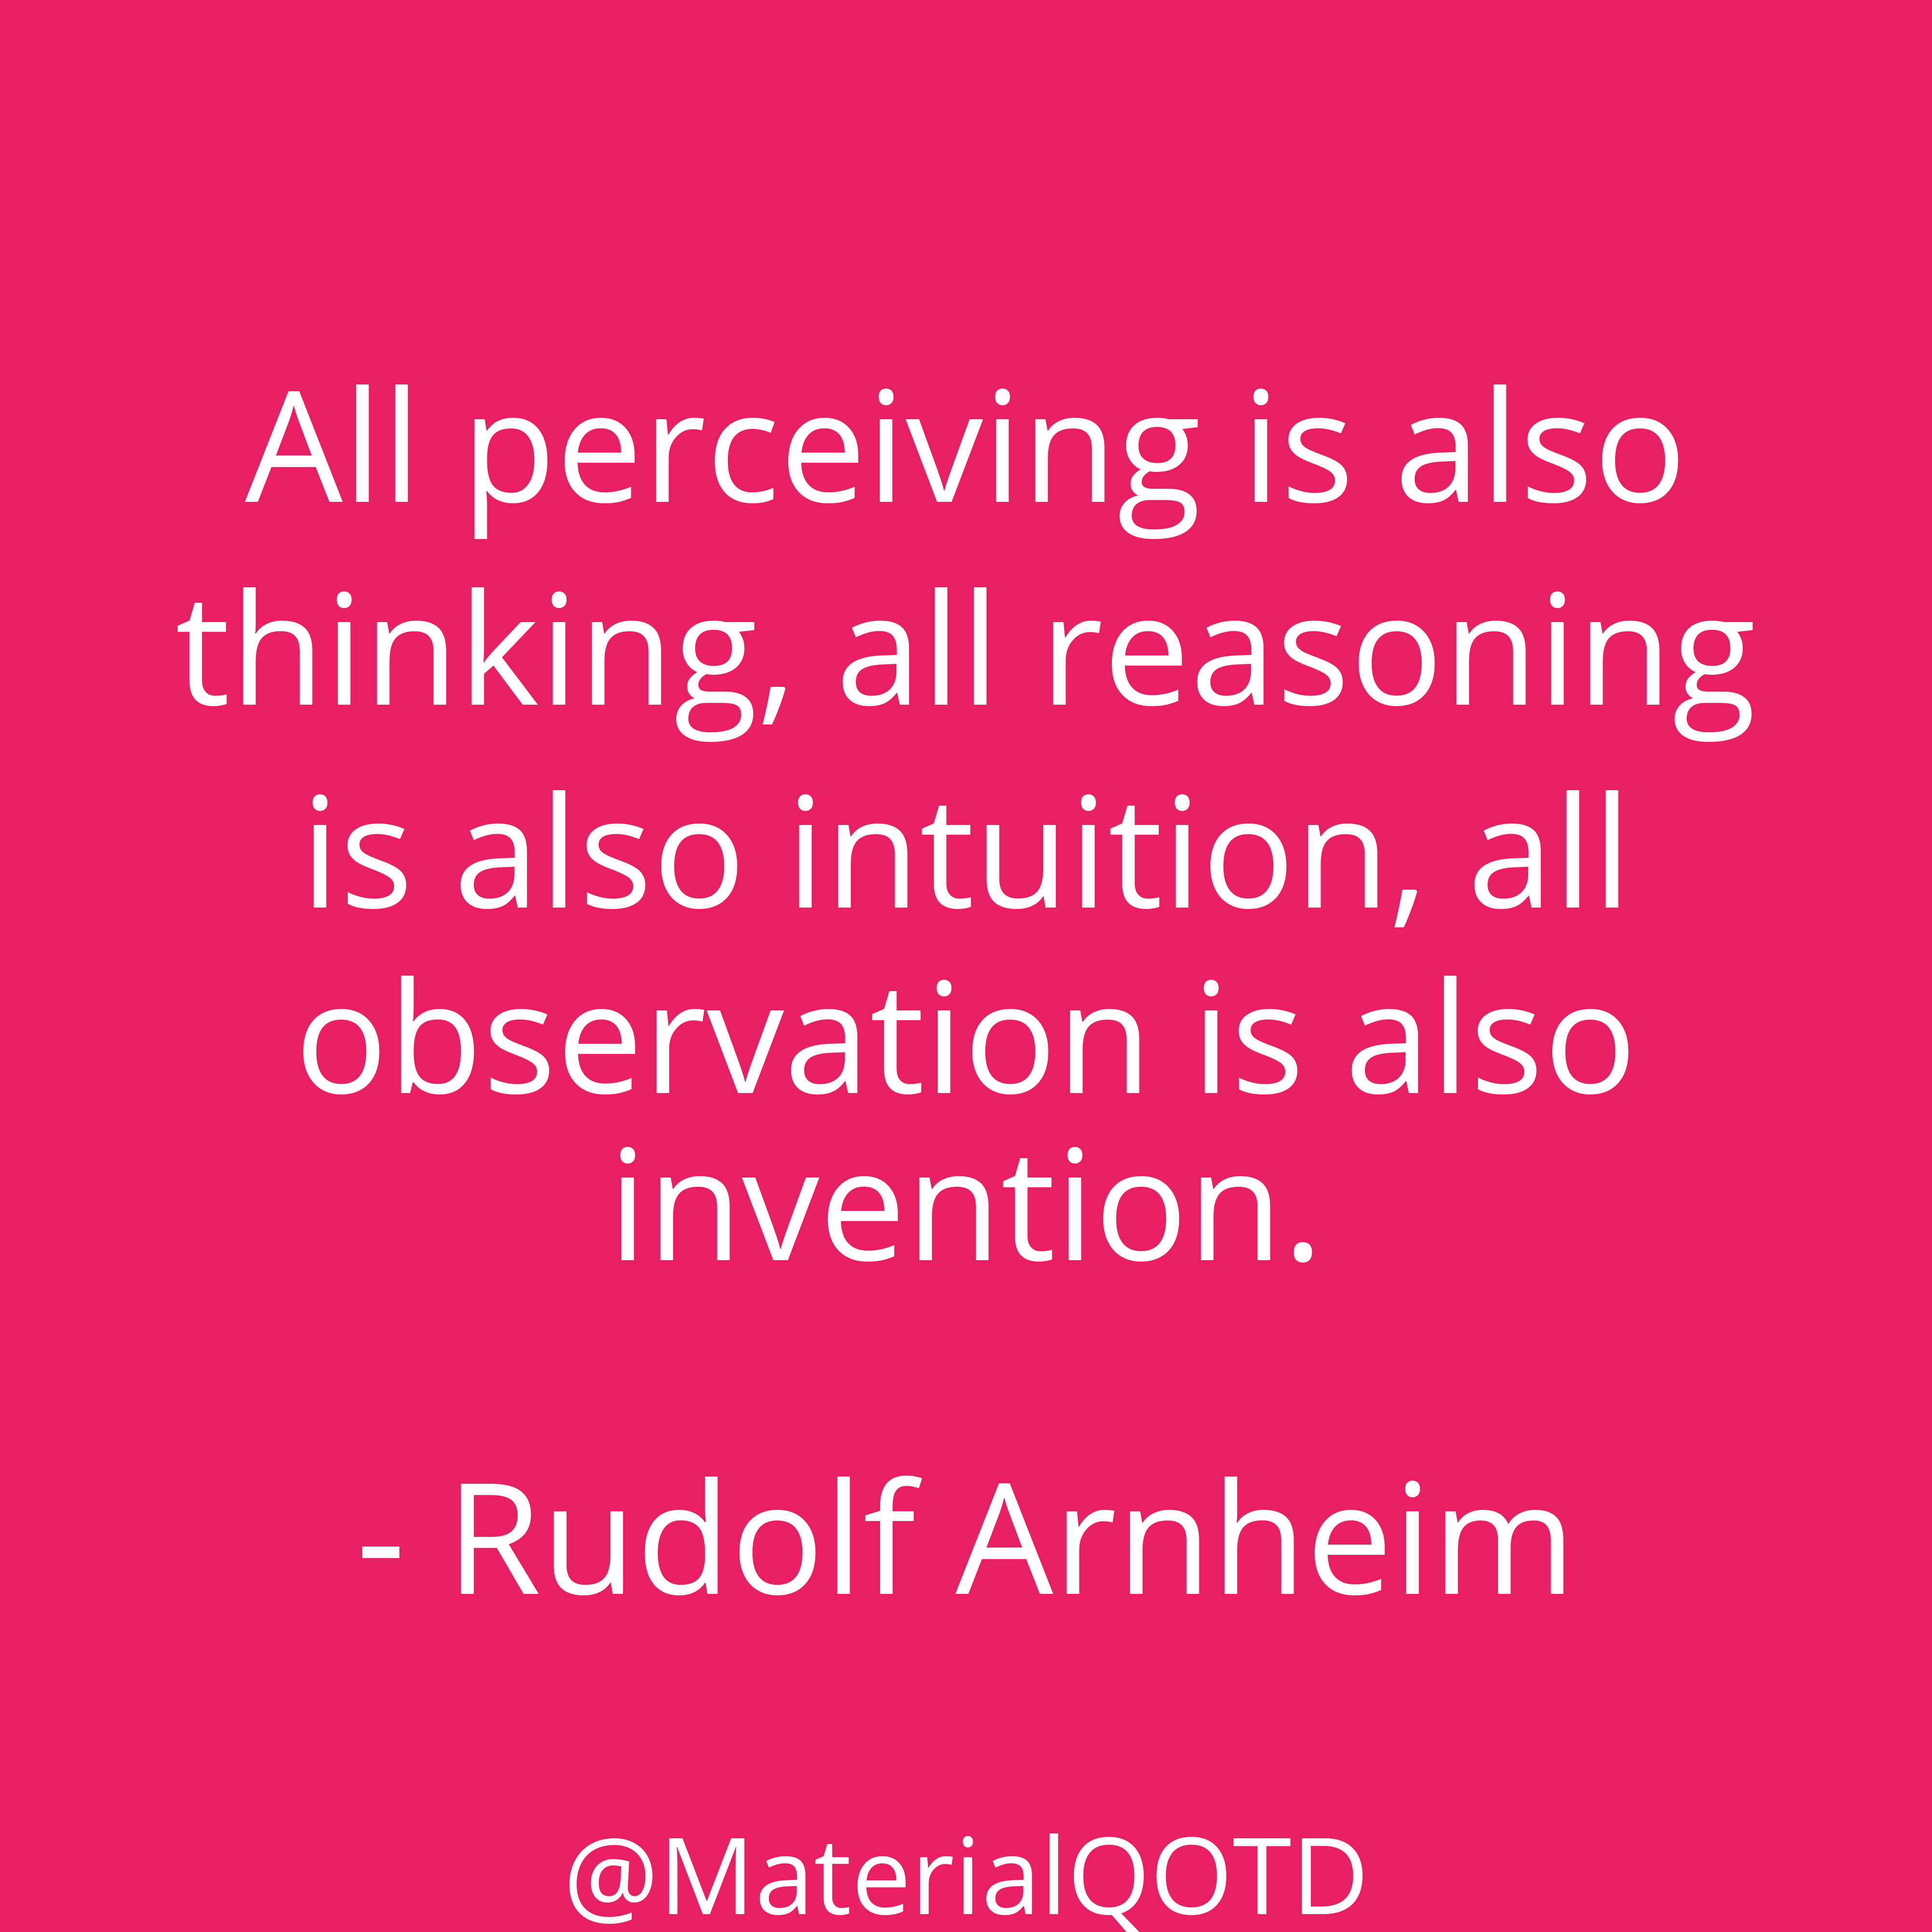 All perceiving is also
thinking, all reasoning
is also intuition, all
observation is also
invention.
- Rudolf Arnheim
@MaterialQOTD